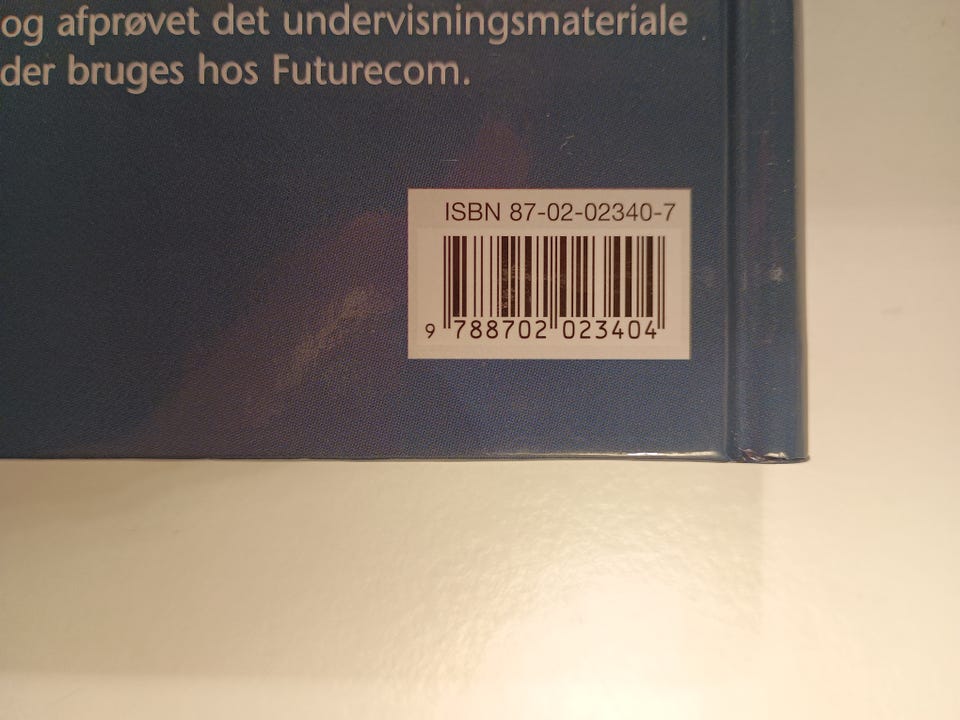 og afprøvet det undervisningsmateriale
der bruges hos Futurecom.
ISBN 87-02-02340-7
9 788702 023404